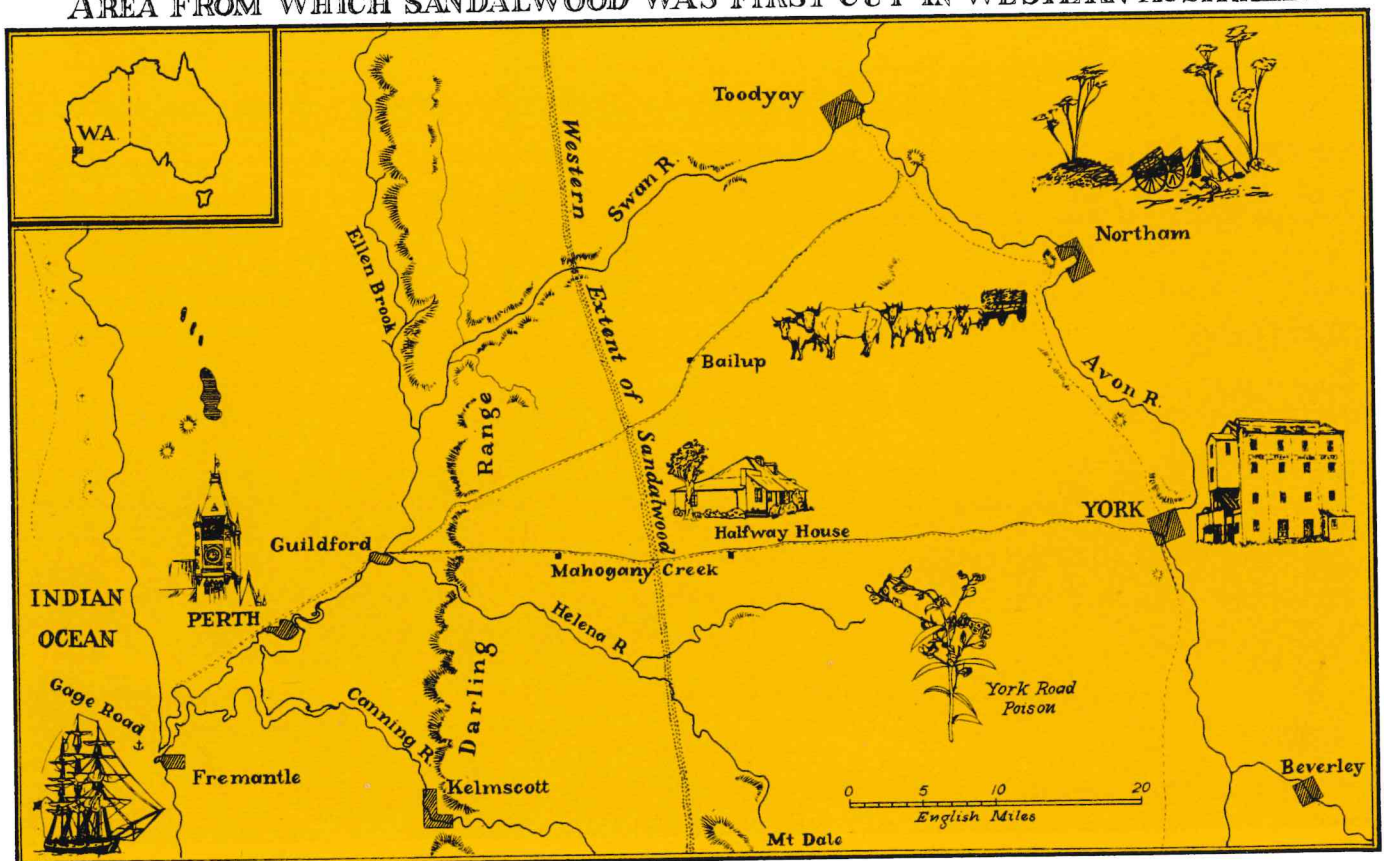 AREA FROM WHICH SANDALWOOD WAS FIRST CUT IN WESTERN AUSTRALIA
WA
Toodyay
Western Extent of Sandalwood
Swan R.
Northam
Ellen Brook
Bailup
Avon R.
Darling Range
Halfway House
YORK
Guildford
Mahogany Creek
INDIAN
OCEAN
PERTH
Helena R.
York Road
Poison
Gage Road
Canning R.
Fremantle
Kelmscott
Beverley
0 5 10 20
English Miles
Mt Dale